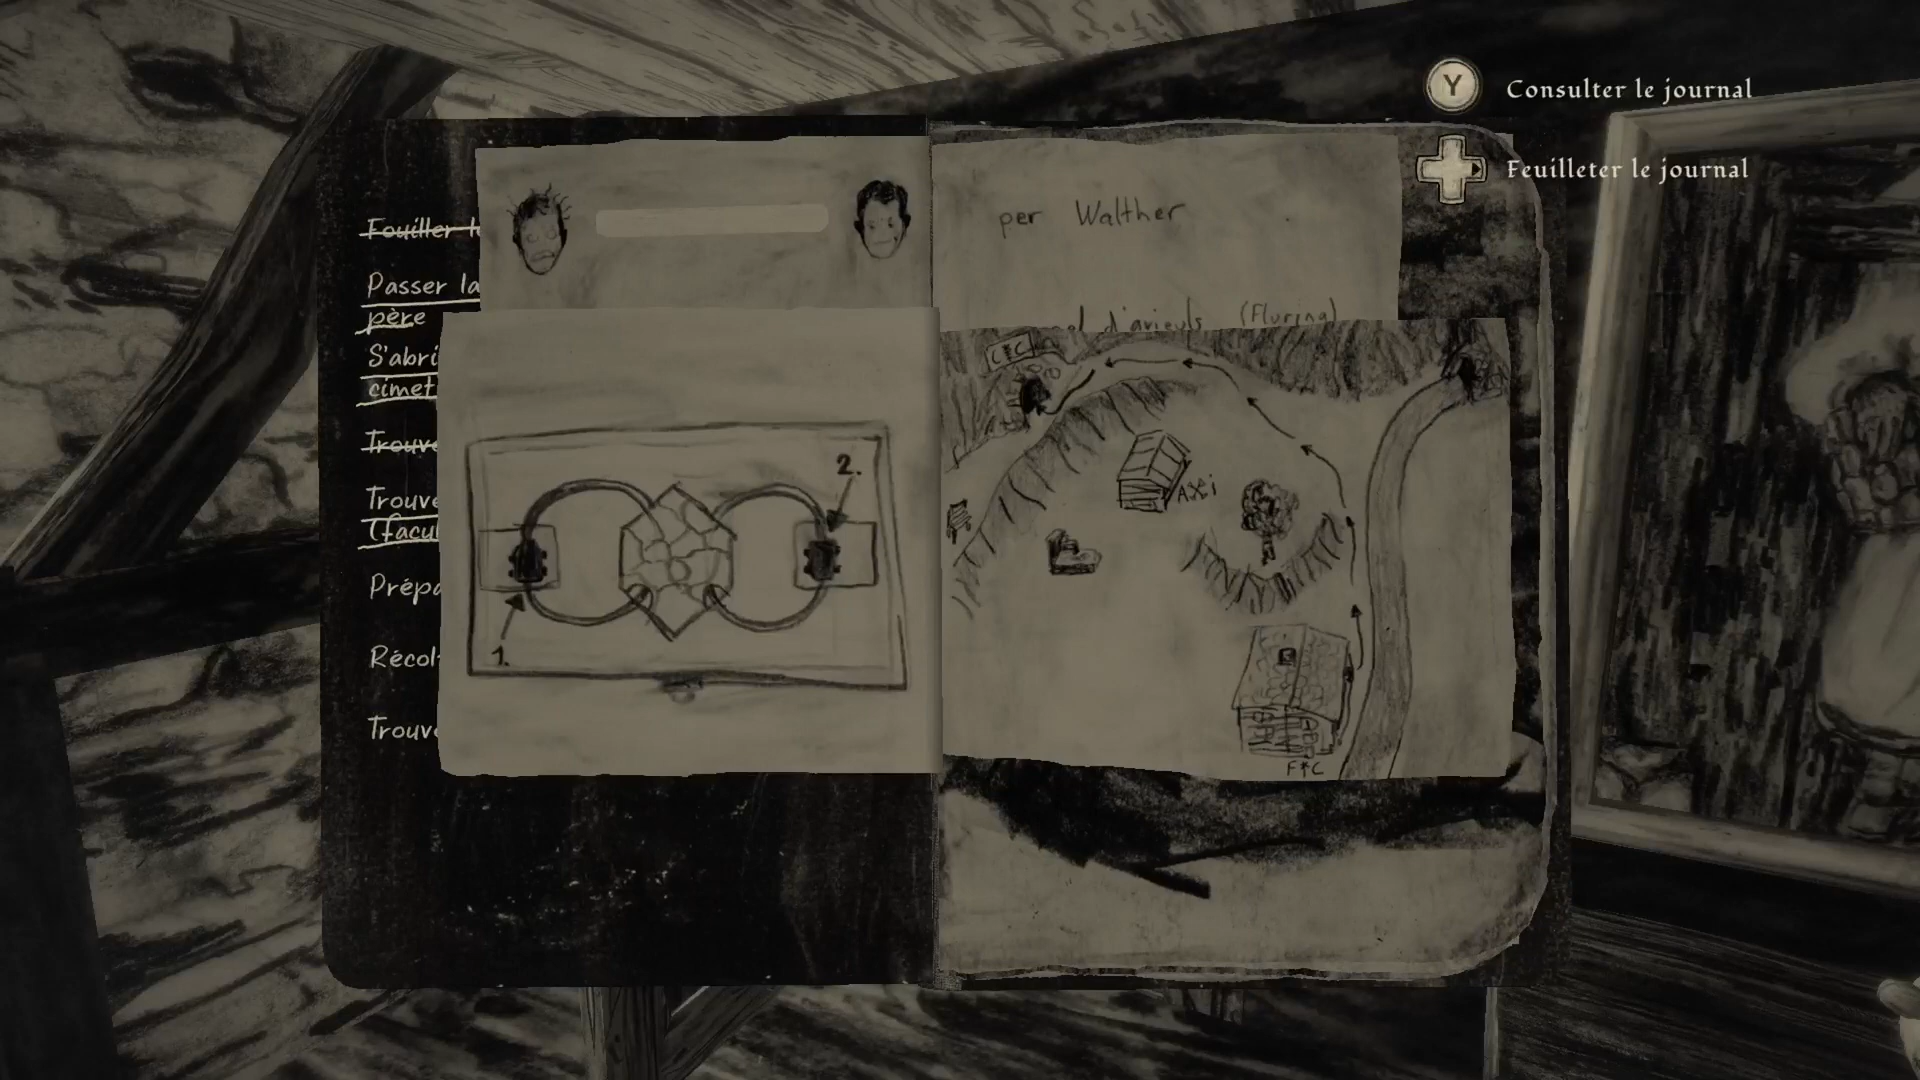 Consulter le journal
Feuilleter le journal
Fouiller
Passer la
père
S'abri
cimet
Trouve
Trouve
(facul
Prépa
Récol
Trouve
2.
1.
per Walther
d'avieuls (Flurina)
C*C
AXi
F*C